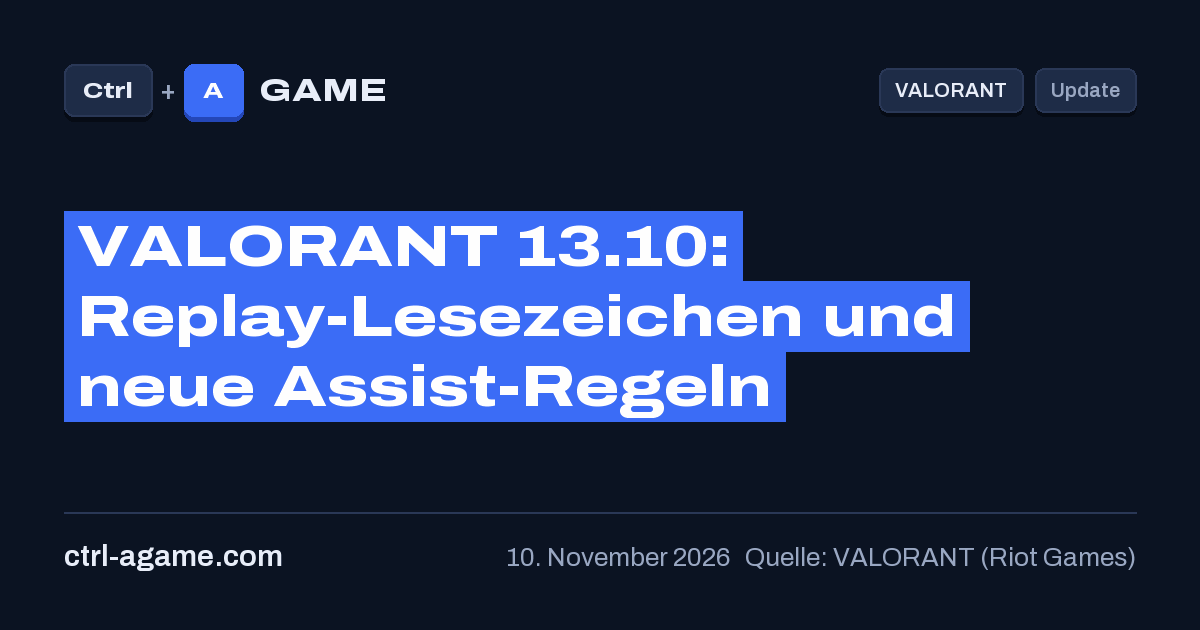 Ctrl + A GAME
VALORANT Update
VALORANT 13.10:
Replay-Lesezeichen und
neue Assist-Regeln
ctrl-agame.com
10. November 2026 Quelle: VALORANT (Riot Games)